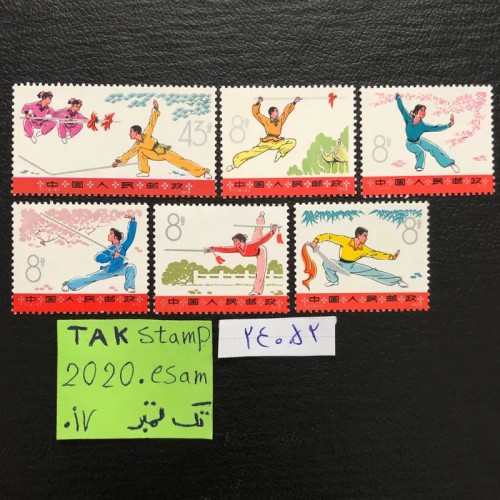 43分
中国人民邮政
8分
中国人民邮政
8分
中国人民邮政
8分
中国人民邮政
8分
中国人民邮政
8分
中国人民邮政
TAK stamp
2020.esam
.۱۷ تک تمبر
۲٤۰۵۲